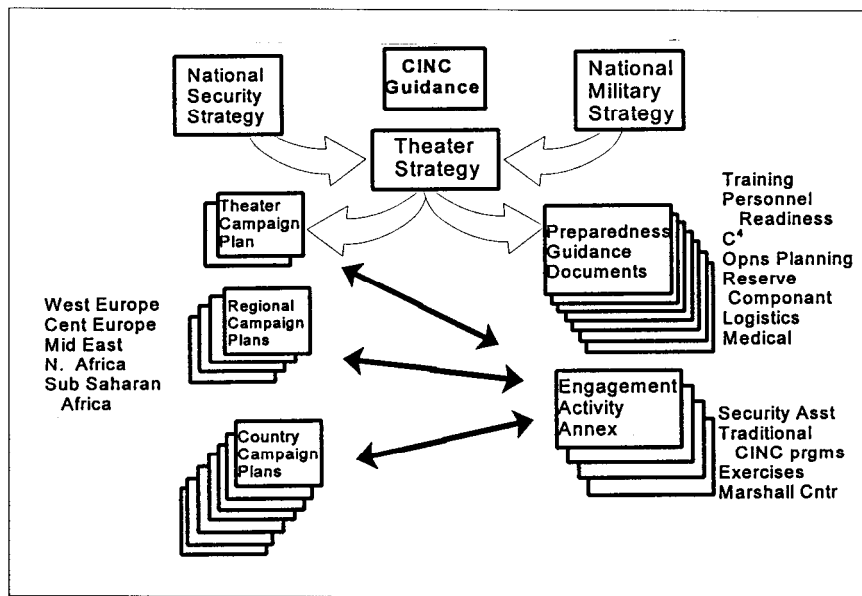 National
Security
Strategy
CINC
Guidance
National
Military
Strategy
Theater
Strategy
Theater
Campaign
Plan
Preparedness
Guidance
Documents
Training
Personnel
Readiness
C⁴
Opns Planning
Reserve
Componant
Logistics
Medical
West Europe
Cent Europe
Mid East
N. Africa
Sub Saharan
Africa
Regional
Campaign
Plans
Engagement
Activity
Annex
Security Asst
Traditional
CINC prgms
Exercises
Marshall Cntr
Country
Campaign
Plans